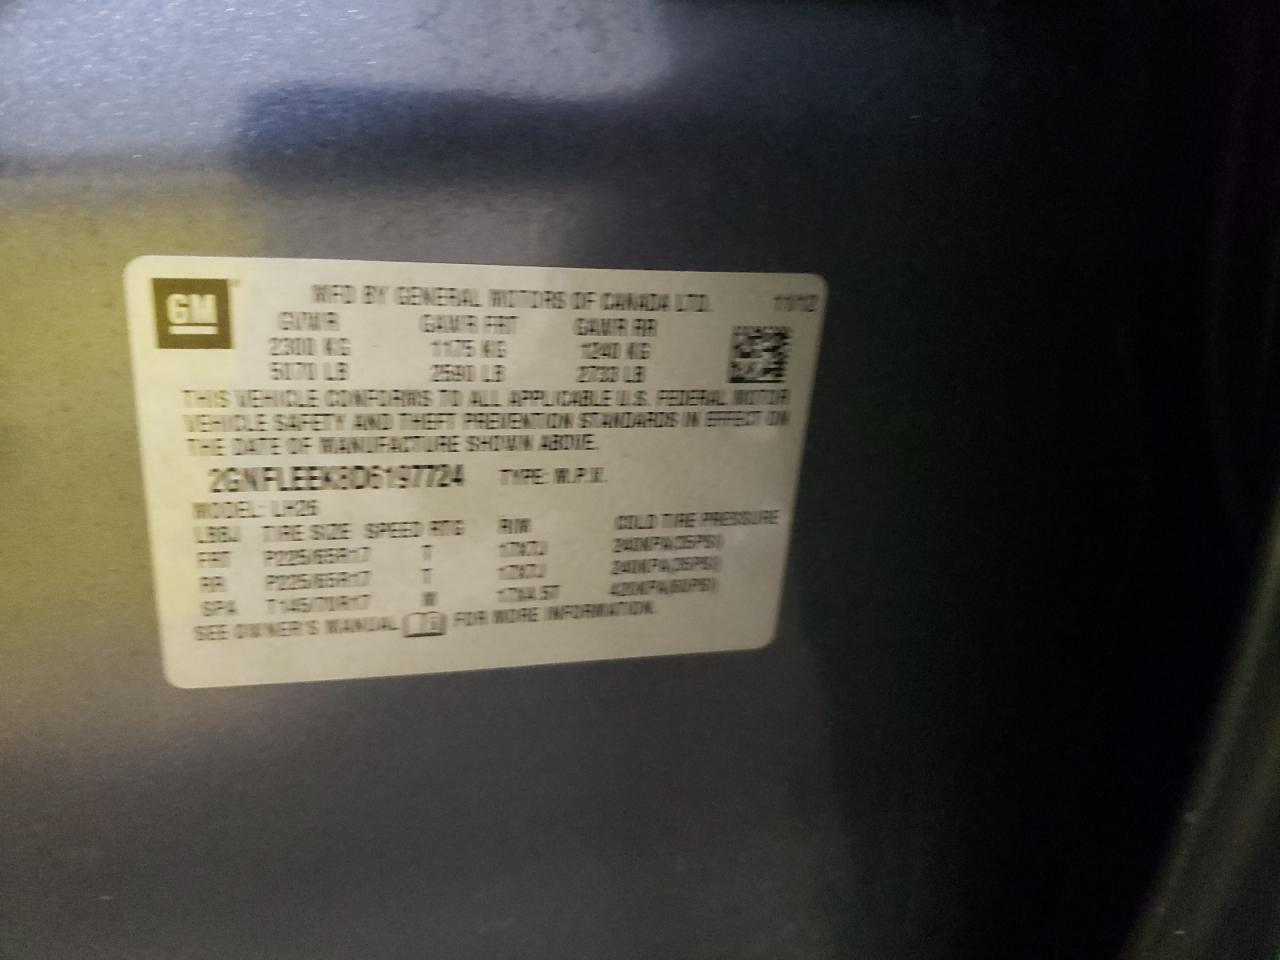 GM
MFD BY GENERAL MOTORS OF CANADA LTD. 11/12
GVWR GAWR FRT GAWR RR
2300 KG 1175 KG 1240 KG
5070 LB 2590 LB 2733 LB
THIS VEHICLE CONFORMS TO ALL APPLICABLE U.S. FEDERAL MOTOR
VEHICLE SAFETY AND THEFT PREVENTION STANDARDS IN EFFECT ON
THE DATE OF MANUFACTURE SHOWN ABOVE.
2GNFLEEK8D6197724 TYPE: M.P.V.
MODEL: LH26
TIRE SIZE SPEED RTG RIM COLD TIRE PRESSURE
FRT P225/65R17 T 17X7J 240KPA(35PSI)
RR P225/65R17 T 17X7J 240KPA(35PSI)
SPA T145/70R17 M 17X4.5T 420KPA(60PSI)
SEE OWNER'S MANUAL FOR MORE INFORMATION.